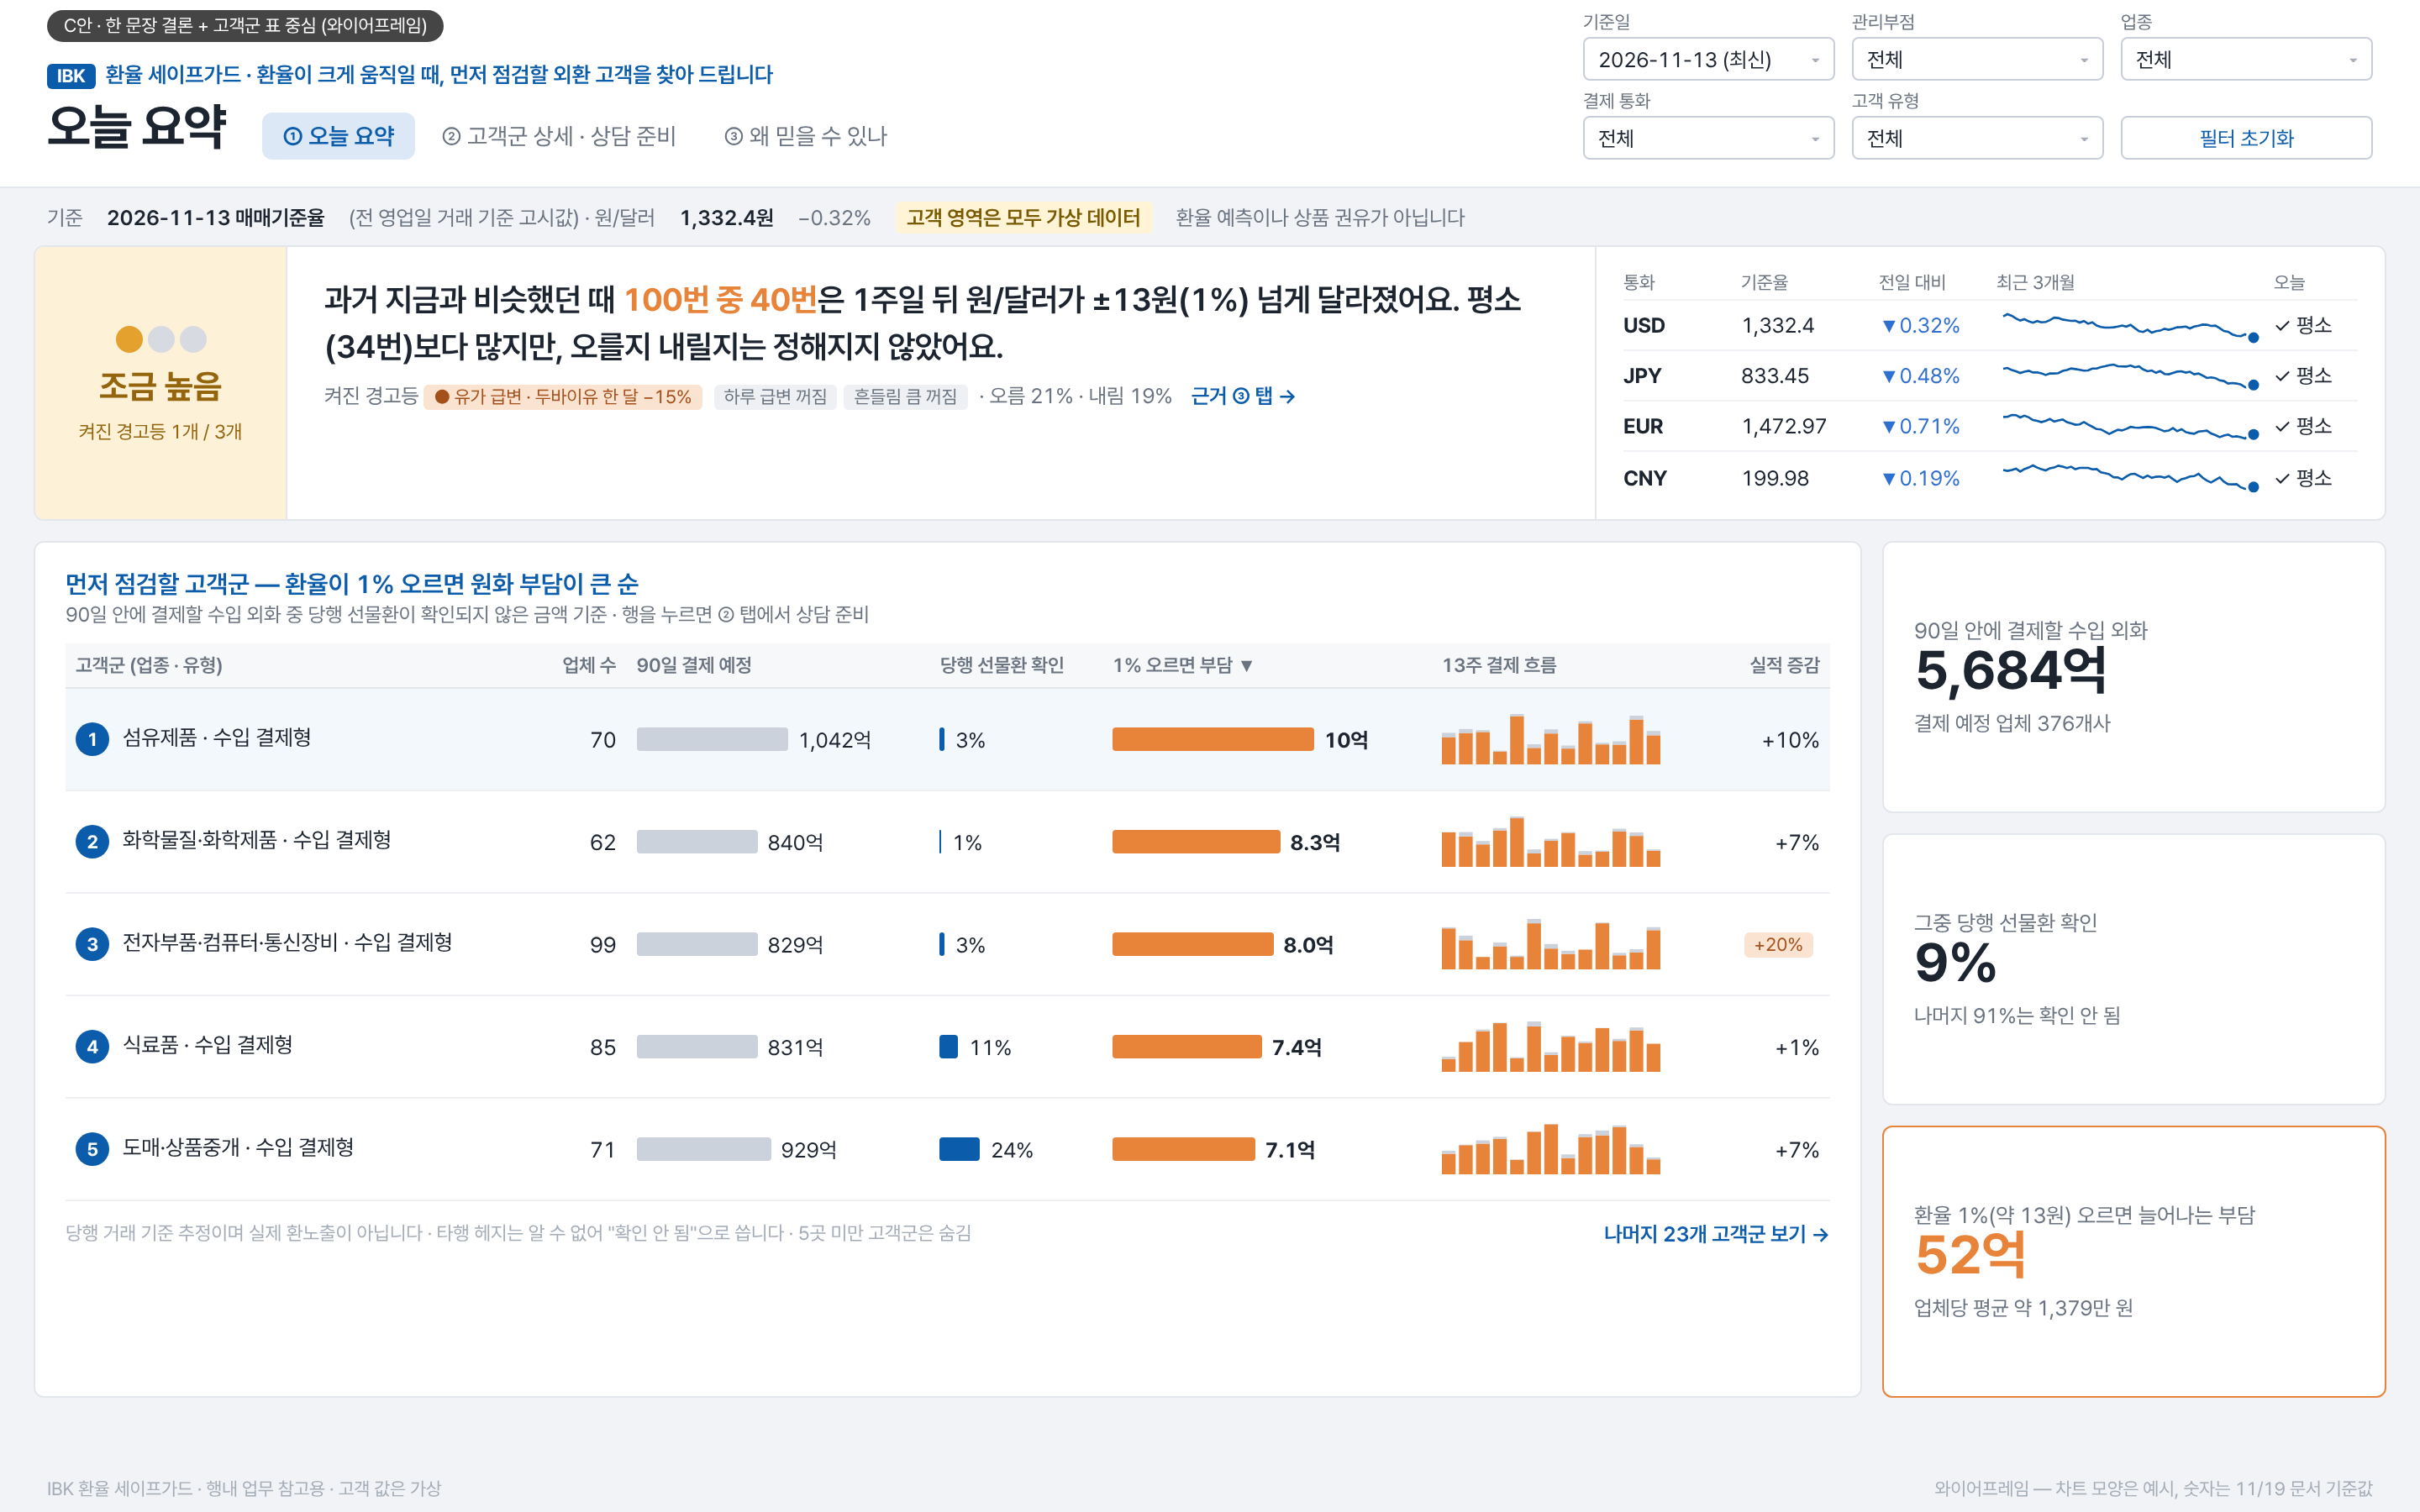 C안 · 한 문장 결론 + 고객군 표 중심 (와이어프레임)
IBK 환율 세이프가드 · 환율이 크게 움직일 때, 먼저 점검할 외환 고객을 찾아 드립니다
오늘 요약
① 오늘 요약
② 고객군 상세 · 상담 준비
③ 왜 믿을 수 있나
기준일
2026-11-13 (최신)
관리부점
전체
업종
전체
결제 통화
전체
고객 유형
전체
필터 초기화
기준 2026-11-13 매매기준율 (전 영업일 거래 기준 고시값) · 원/달러 1,332.4원 −0.32% 고객 영역은 모두 가상 데이터 환율 예측이나 상품 권유가 아닙니다
조금 높음
켜진 경고등 1개 / 3개
과거 지금과 비슷했던 때 100번 중 40번은 1주일 뒤 원/달러가 ±13원(1%) 넘게 달라졌어요. 평소
(34번)보다 많지만, 오를지 내릴지는 정해지지 않았어요.
켜진 경고등 유가 급변 · 두바이유 한 달 −15% 하루 급변 꺼짐 흔들림 큼 꺼짐 · 오름 21% · 내림 19% 근거 ③ 탭 →
통화 기준율 전일 대비 최근 3개월 오늘
USD 1,332.4 ▼0.32% ✓ 평소
JPY 833.45 ▼0.48% ✓ 평소
EUR 1,472.97 ▼0.71% ✓ 평소
CNY 199.98 ▼0.19% ✓ 평소
먼저 점검할 고객군 — 환율이 1% 오르면 원화 부담이 큰 순
90일 안에 결제할 수입 외화 중 당행 선물환이 확인되지 않은 금액 기준 · 행을 누르면 ② 탭에서 상담 준비
고객군 (업종 · 유형) 업체 수 90일 결제 예정 당행 선물환 확인 1% 오르면 부담 ▼ 13주 결제 흐름 실적 증감
1 섬유제품 · 수입 결제형 70 1,042억 3% 10억 +10%
2 화학물질·화학제품 · 수입 결제형 62 840억 1% 8.3억 +7%
3 전자부품·컴퓨터·통신장비 · 수입 결제형 99 829억 3% 8.0억 +20%
4 식료품 · 수입 결제형 85 831억 11% 7.4억 +1%
5 도매·상품중개 · 수입 결제형 71 929억 24% 7.1억 +7%
당행 거래 기준 추정이며 실제 환노출이 아닙니다 · 타행 헤지는 알 수 없어 "확인 안 됨"으로 씁니다 · 5곳 미만 고객군은 숨김
나머지 23개 고객군 보기 →
90일 안에 결제할 수입 외화
5,684억
결제 예정 업체 376개사
그중 당행 선물환 확인
9%
나머지 91%는 확인 안 됨
환율 1%(약 13원) 오르면 늘어나는 부담
52억
업체당 평균 약 1,379만 원
IBK 환율 세이프가드 · 행내 업무 참고용 · 고객 값은 가상
와이어프레임 — 차트 모양은 예시, 숫자는 11/19 문서 기준값